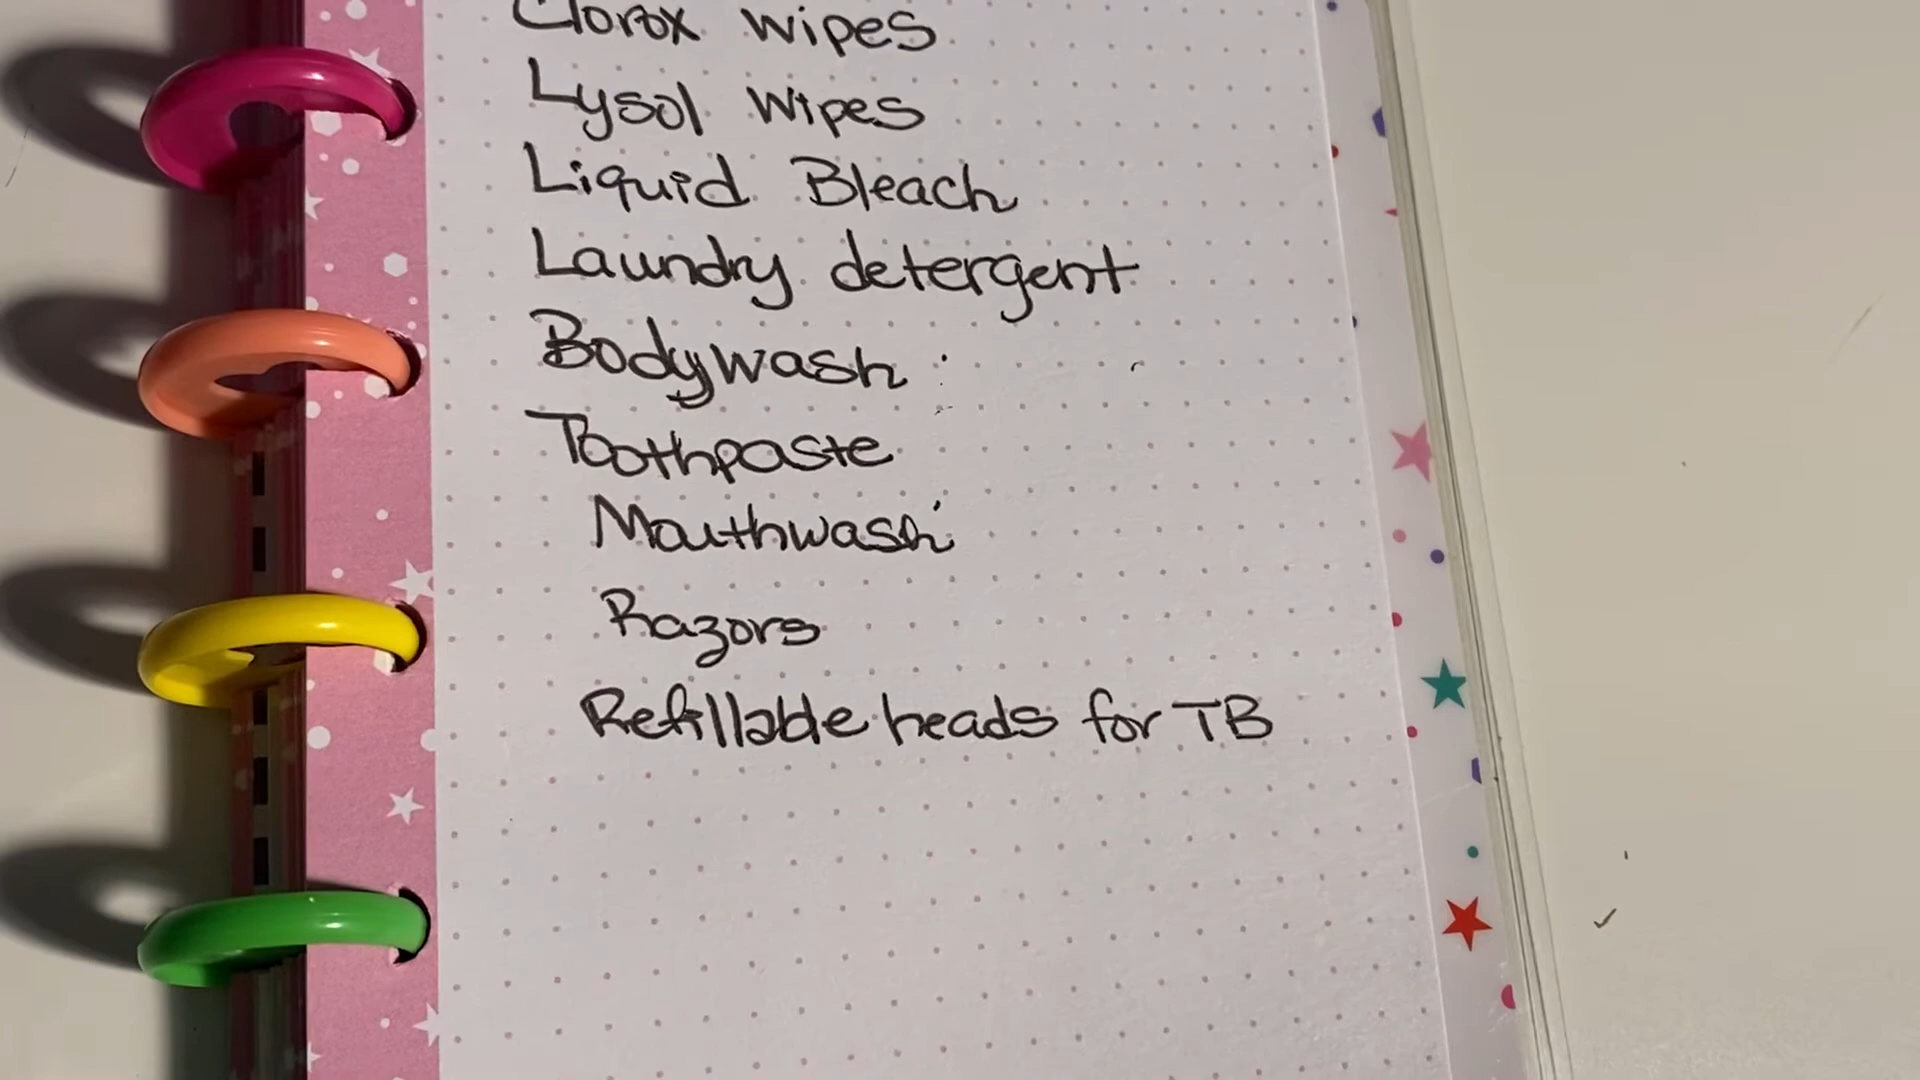 Clorox wipes
Lysol wipes
Liquid Bleach
Laundry detergent
Bodywash
Toothpaste
Mouthwash
Razors
Refillable heads for TB